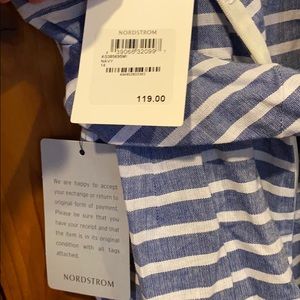 NORDSTROM
NAVY
14
119.00
We are happy to accept
your exchange or return to
original form of payment.
Please be sure that you
have your receipt and that
the item is in its original
condition with all tags
attached.
NORDSTROM